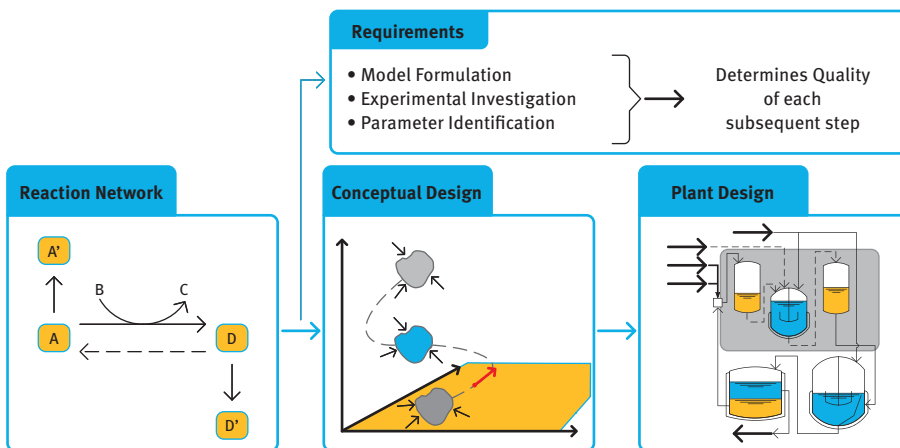 Requirements
• Model Formulation
• Experimental Investigation
• Parameter Identification
Determines Quality
of each
subsequent step
Reaction Network
Conceptual Design
Plant Design
A'
B
C
A
D
D'